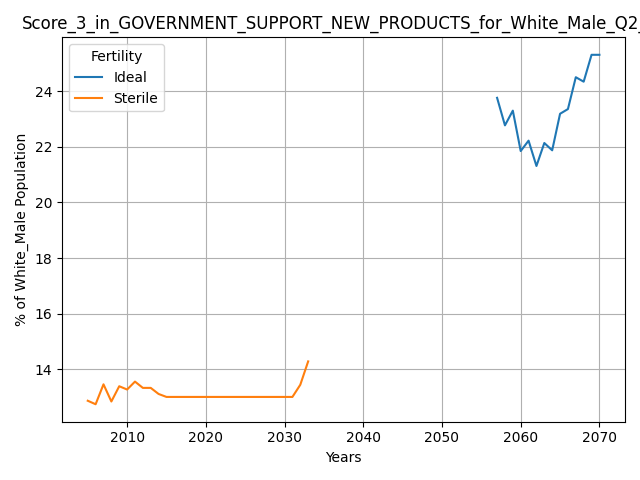 Score_3_in_GOVERNMENT_SUPPORT_NEW_PRODUCTS_for_White_Male_Q2_
Fertility
Ideal
Sterile
% of White_Male Population
24
22
20
18
16
14
2010 2020 2030 2040 2050 2060 2070
Years